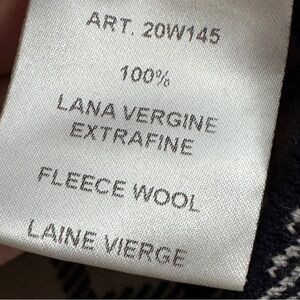 ART. 20W145
100%
LANA VERGINE
EXTRAFINE
FLEECE WOOL
LAINE VIERGE